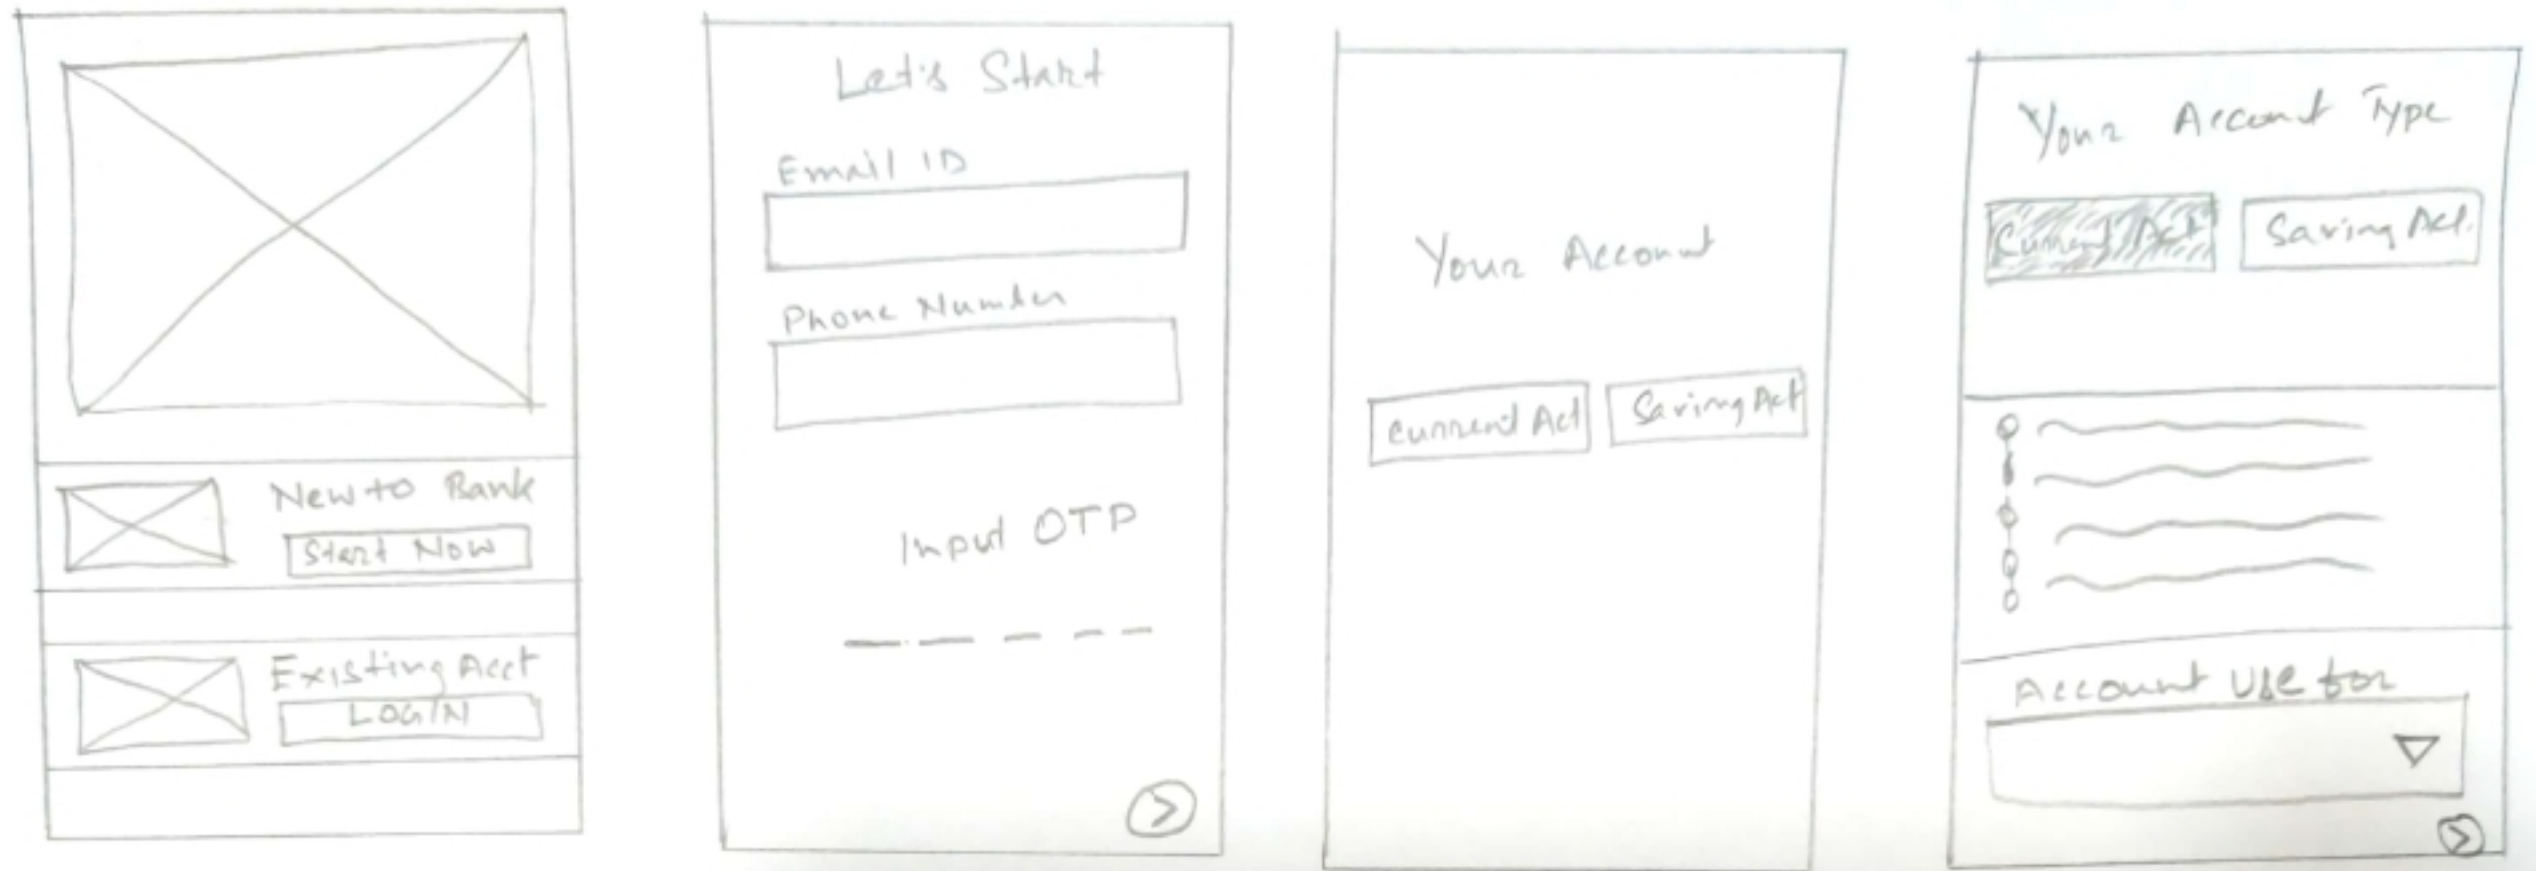 New to Bank
Start Now
Existing Acct
LOGIN
Let's Start
Email ID
Phone Number
Input OTP
Your Account
Current Act
Saving Act
Your Account Type
Current Act
Saving Act.
Account Use for